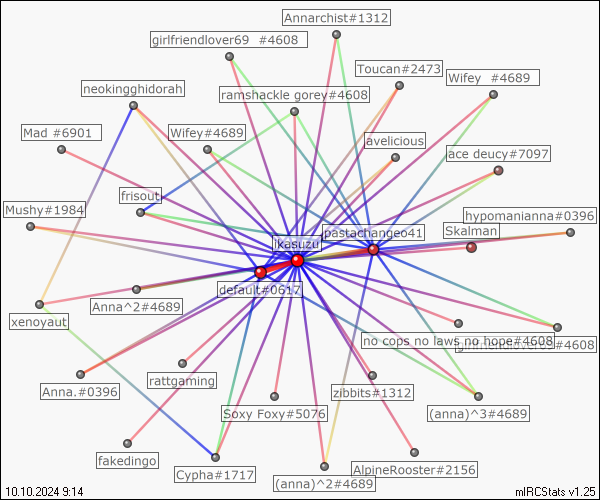 Annarchist#1312
girlfriendlover69 #4608
Toucan#2473
Wifey #4689
neokingghidorah
ramshackle gorey#4608
Mad #6901
Wifey#4689
avelicious
ace deucy#7097
frisout
Mushy#1984
hypomanianna#0396
pastachangeo41
Skalman
ikasuzu
default#0617
Anna^2#4689
xenoyaut
no cops no laws no hope#4608
girlfriendlover69#4608
Anna.#0396
rattgaming
zibbits#1312
Soxy Foxy#5076
(anna)^3#4689
fakedingo
Cypha#1717
AlpineRooster#2156
(anna)^2#4689
10.10.2024 9:14
mIRCStats v1.25